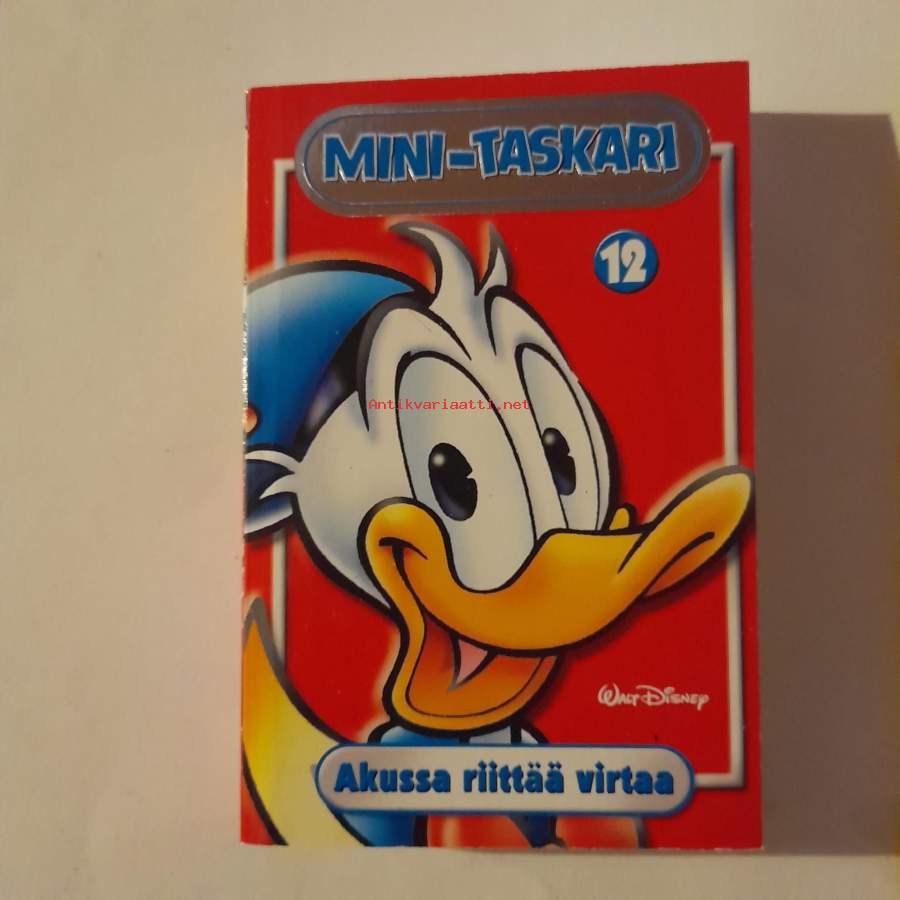 MINI-TASKARI
12
Antikvariaatti.net
WALT DISNEY
Akussa riittää virtaa